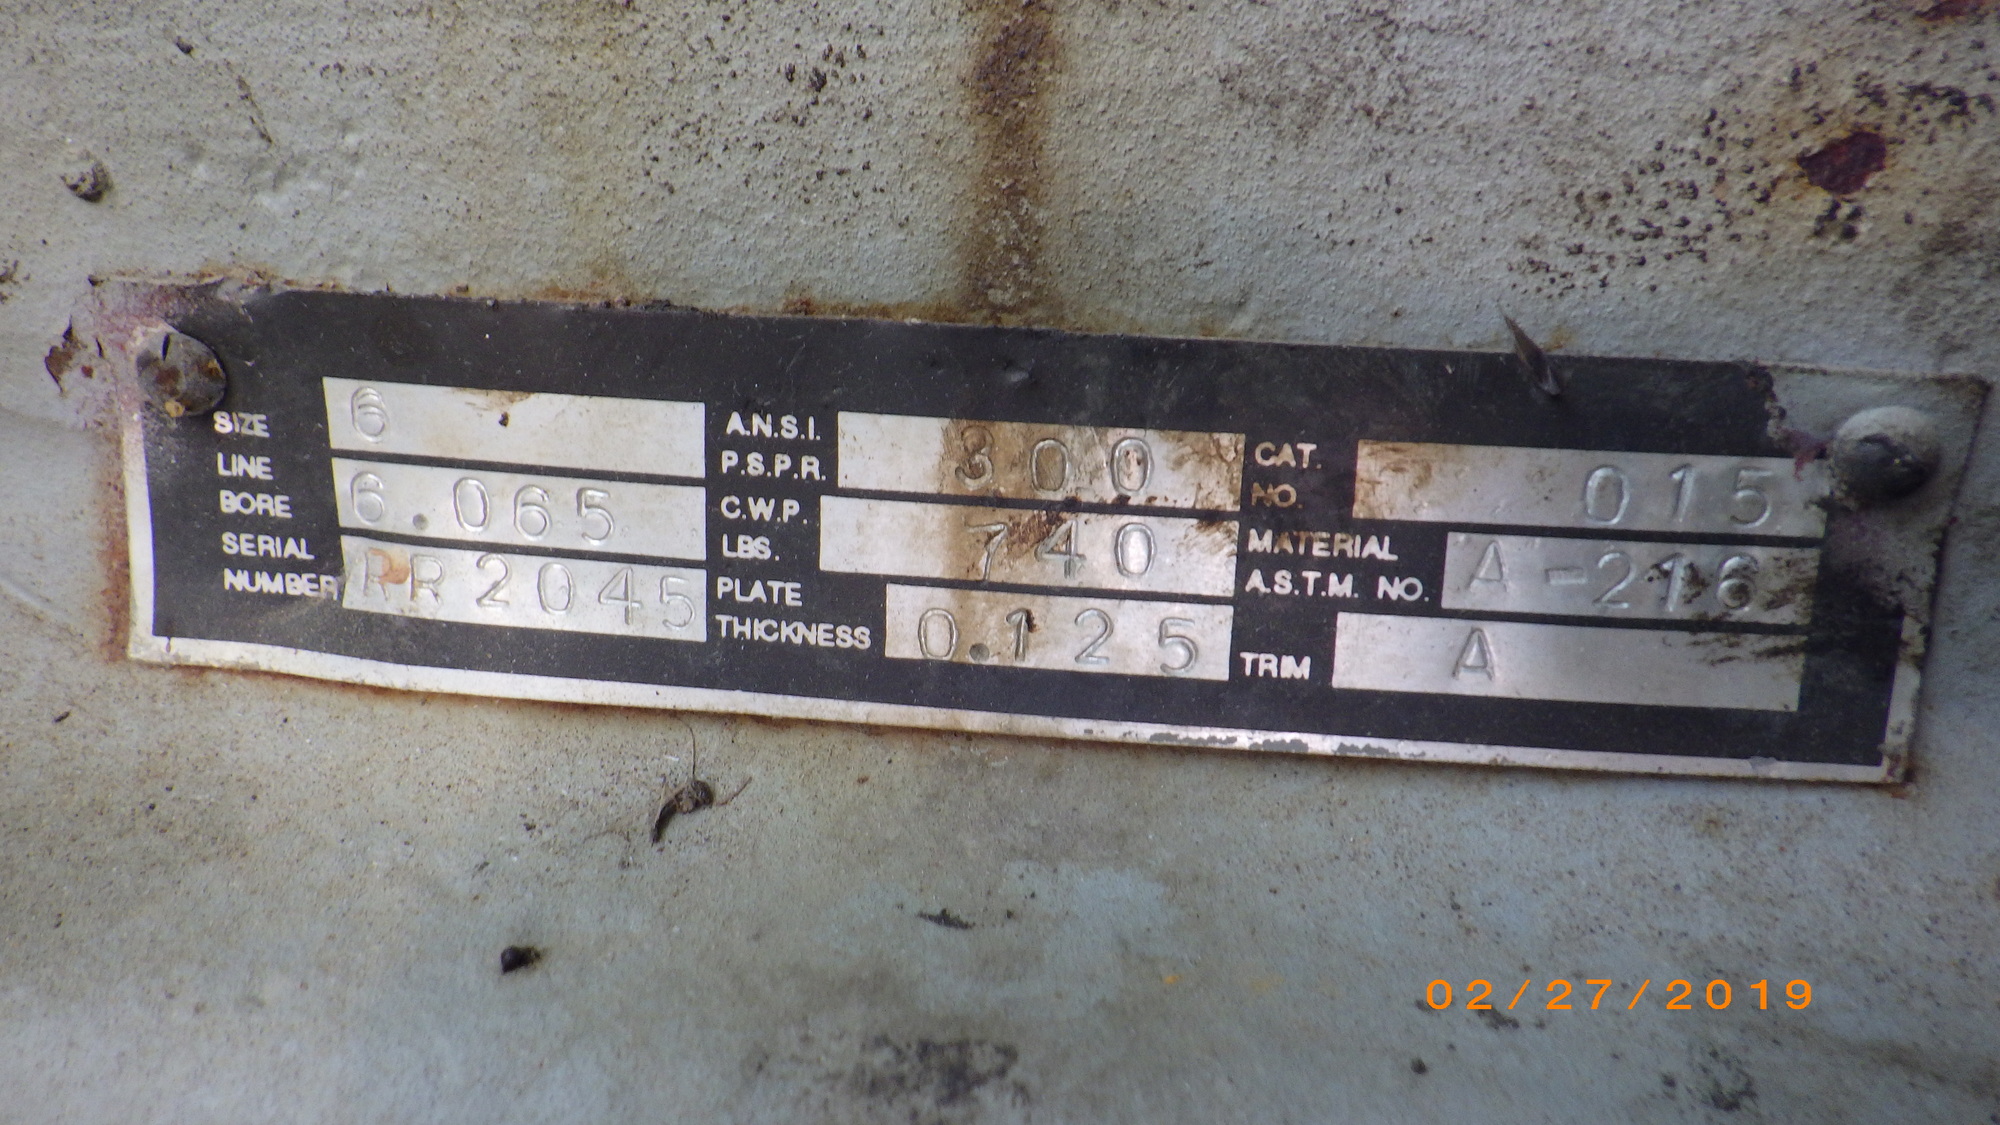 SIZE 6
LINE BORE 6.065
SERIAL NUMBER RR2045
A.N.S.I. P.S.P.R. 300
C.W.P. LBS. 740
PLATE THICKNESS 0.125
CAT. NO. 015
MATERIAL A.S.T.M. NO. A-216
TRIM A
02/27/2019